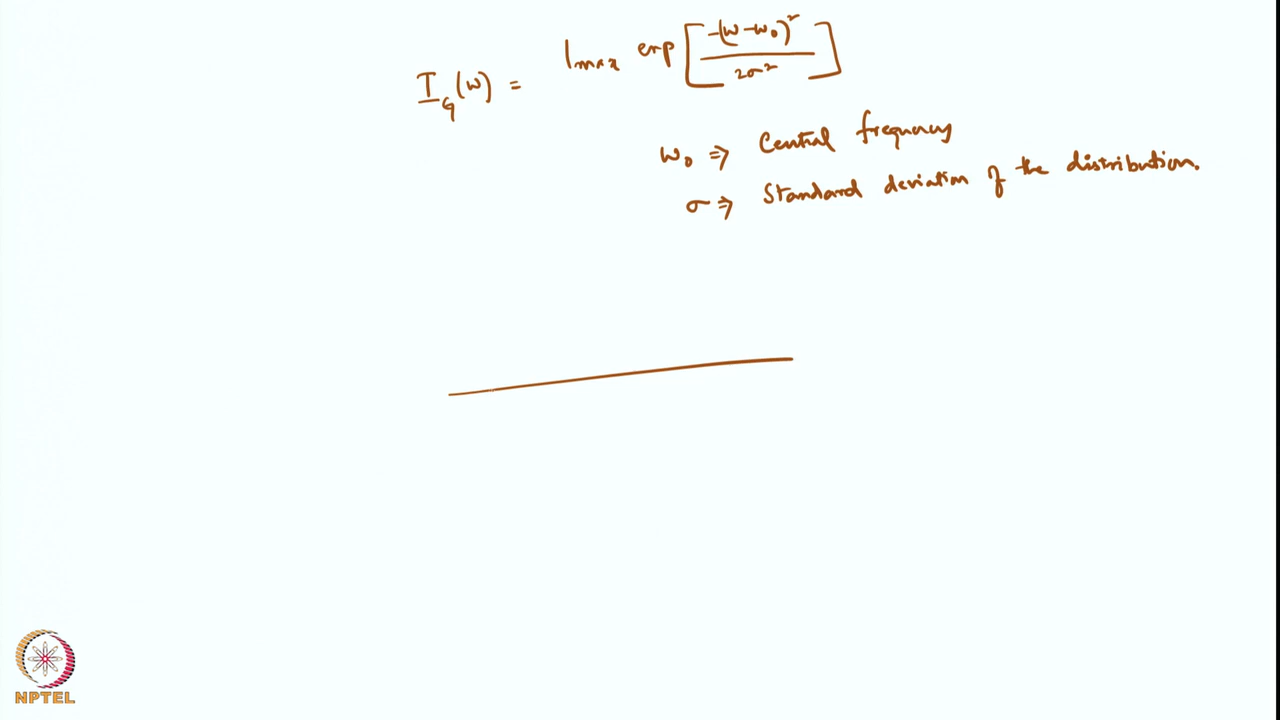 I_G(ω) = I_max exp[-(ω-ω₀)²/2σ²]
ω₀ ⇒ Central frequency
σ ⇒ Standard deviation of the distribution.
NPTEL